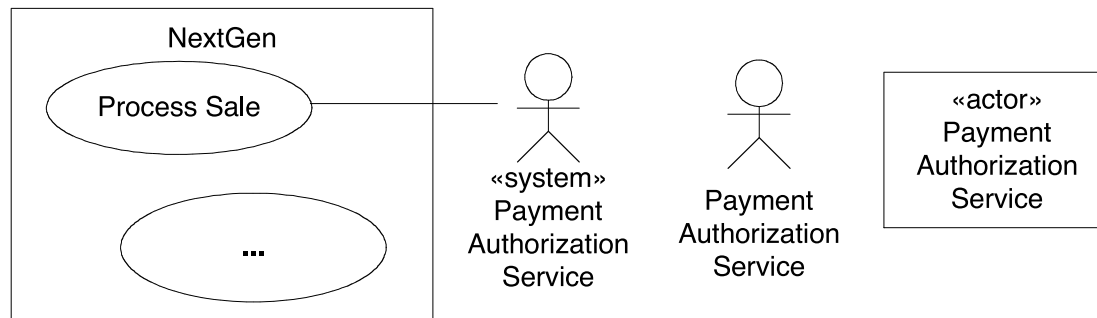 NextGen
Process Sale
...
«system»
Payment
Authorization
Service
Payment
Authorization
Service
«actor»
Payment
Authorization
Service